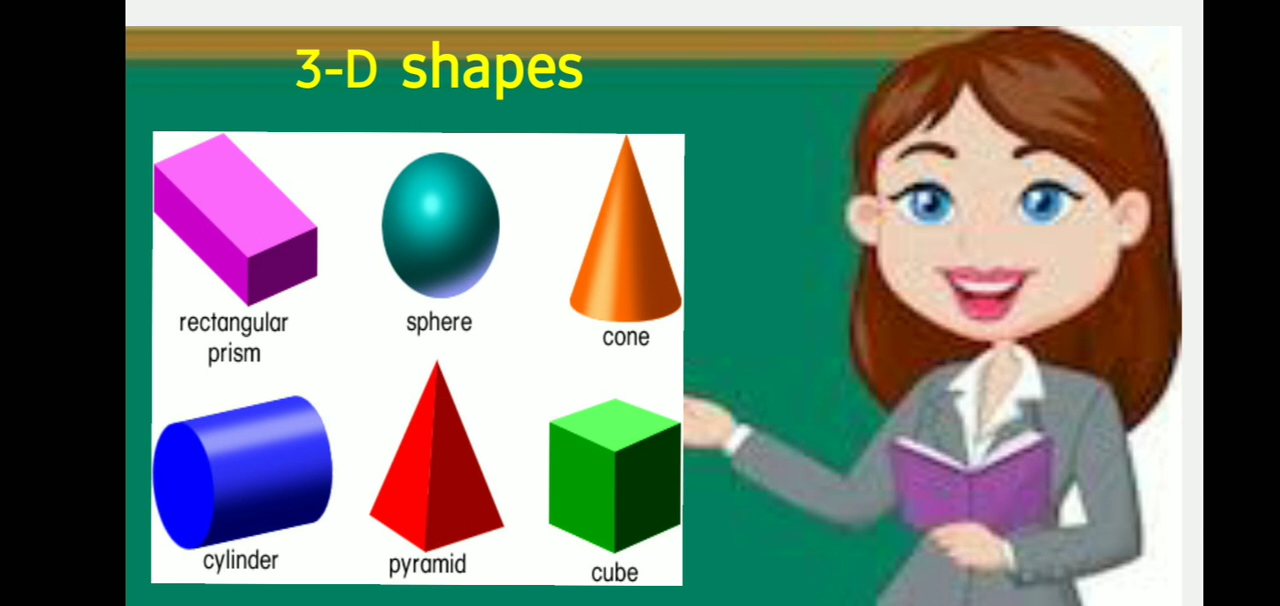 3-D shapes
rectangular
prism
sphere
cone
cylinder
pyramid
cube